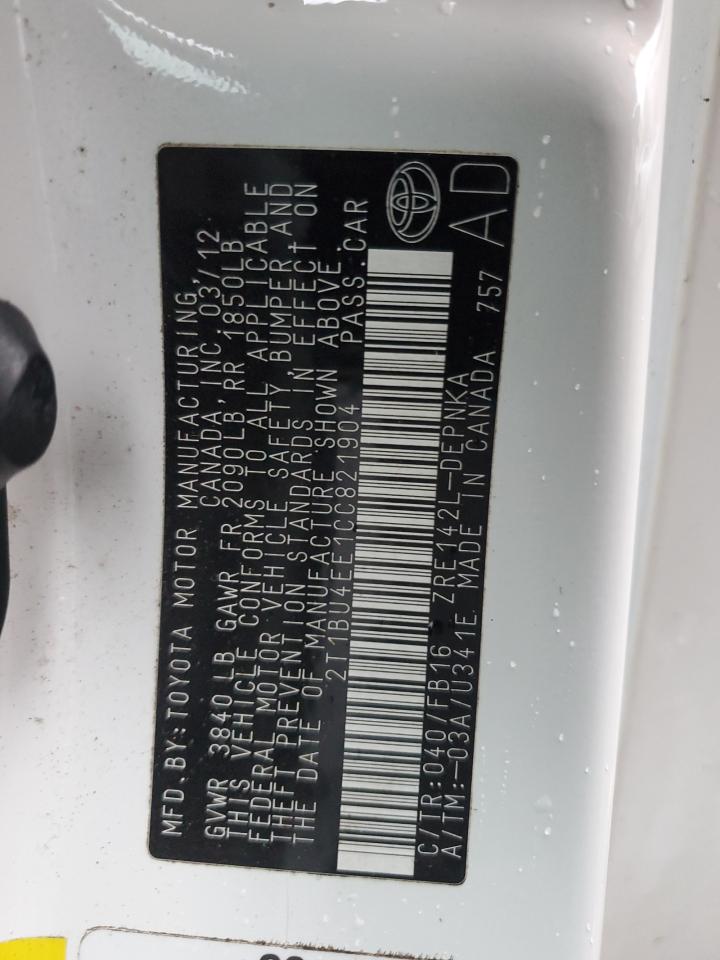 MFD.BY:TOYOTA MOTOR MANUFACTURING
CANADA, INC.03/12
GVWR 3840 LB GAWR FR 2090LB, RR 1850LB
THIS VEHICLE CONFORMS TO ALL APPLICABLE
FEDERAL MOTOR VEHICLE SAFETY, BUMPER AND
THEFT PREVENTION STANDARDS IN EFFECT ON
THE DATE OF MANUFACTURE SHOWN ABOVE.
2T1BU4EE1CC821904 PASS.CAR
C/TR:040/FB16 ZRE142L-DEPNKA
A/TM:-03A/U341E MADE IN CANADA 757 AD